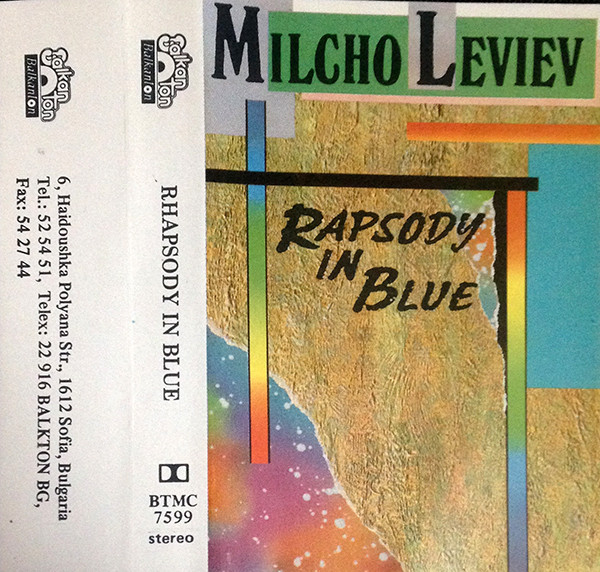 Balkanton
Balkanton
6, Haidoushka Polyana Str., 1612 Sofia, Bulgaria
Tel.: 52 54 51, Telex: 22 916 BALKTON BG,
Fax: 54 27 44
Balkanton
Balkanton
RHAPSODY IN BLUE
BTMC
7599
stereo
MILCHO LEVIEV
RAPSODY
IN
BLUE